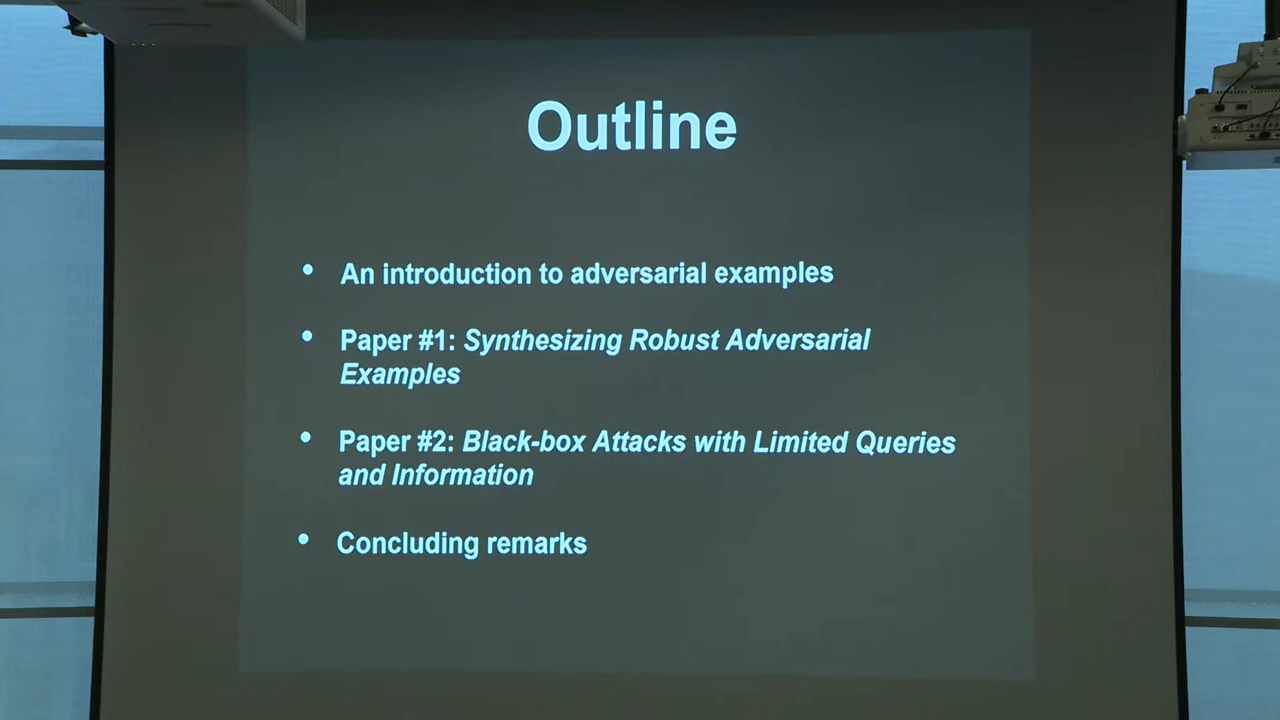 Outline
• An introduction to adversarial examples
• Paper #1: Synthesizing Robust Adversarial
Examples
• Paper #2: Black-box Attacks with Limited Queries
and Information
• Concluding remarks